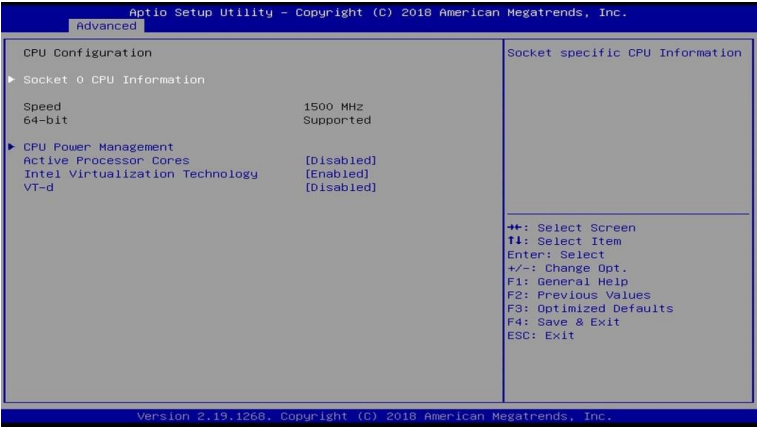 Aptio Setup Utility – Copyright (C) 2018 American Megatrends, Inc.
Advanced
CPU Configuration
Socket 0 CPU Information
Speed 1500 MHz
64-bit Supported
CPU Power Management
Active Processor Cores [Disabled]
Intel Virtualization Technology [Enabled]
VT-d [Disabled]
Socket specific CPU Information
→←: Select Screen
↑↓: Select Item
Enter: Select
+/-: Change Opt.
F1: General Help
F2: Previous Values
F3: Optimized Defaults
F4: Save & Exit
ESC: Exit
Version 2.19.1268. Copyright (C) 2018 American Megatrends, Inc.